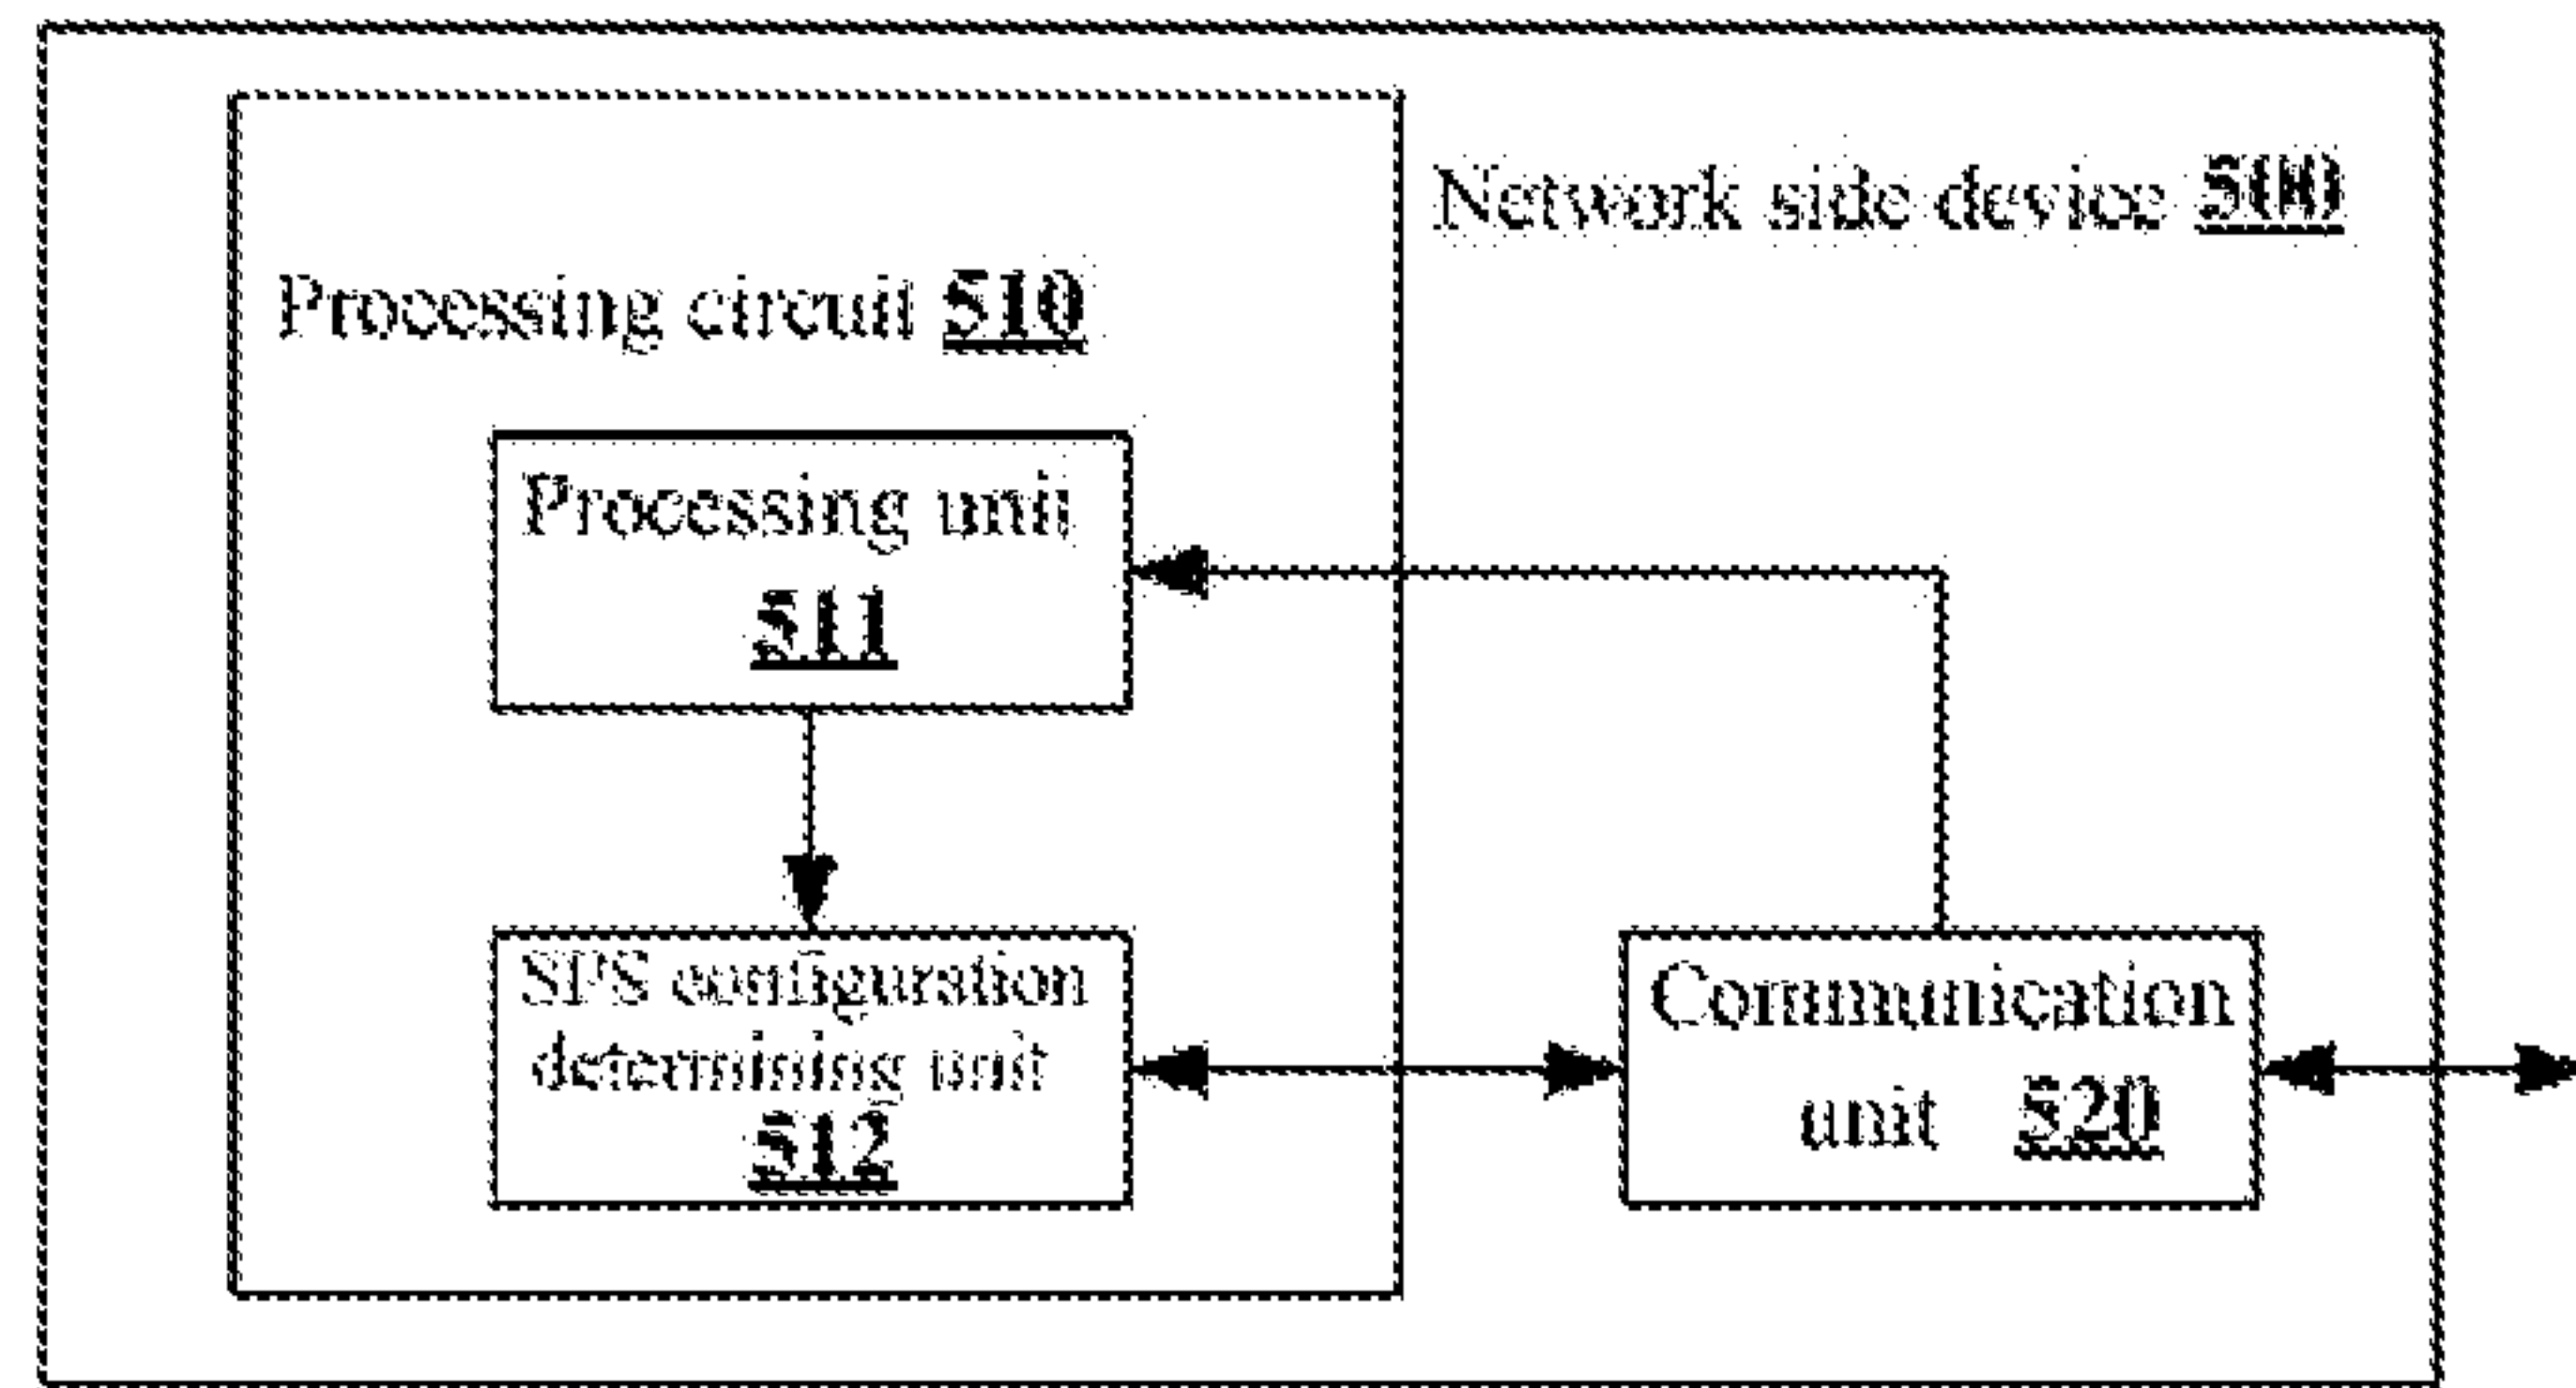 Network side device 500
Processing circuit 510
Processing unit
511
SPS configuration
determining unit
512
Communication
unit 520